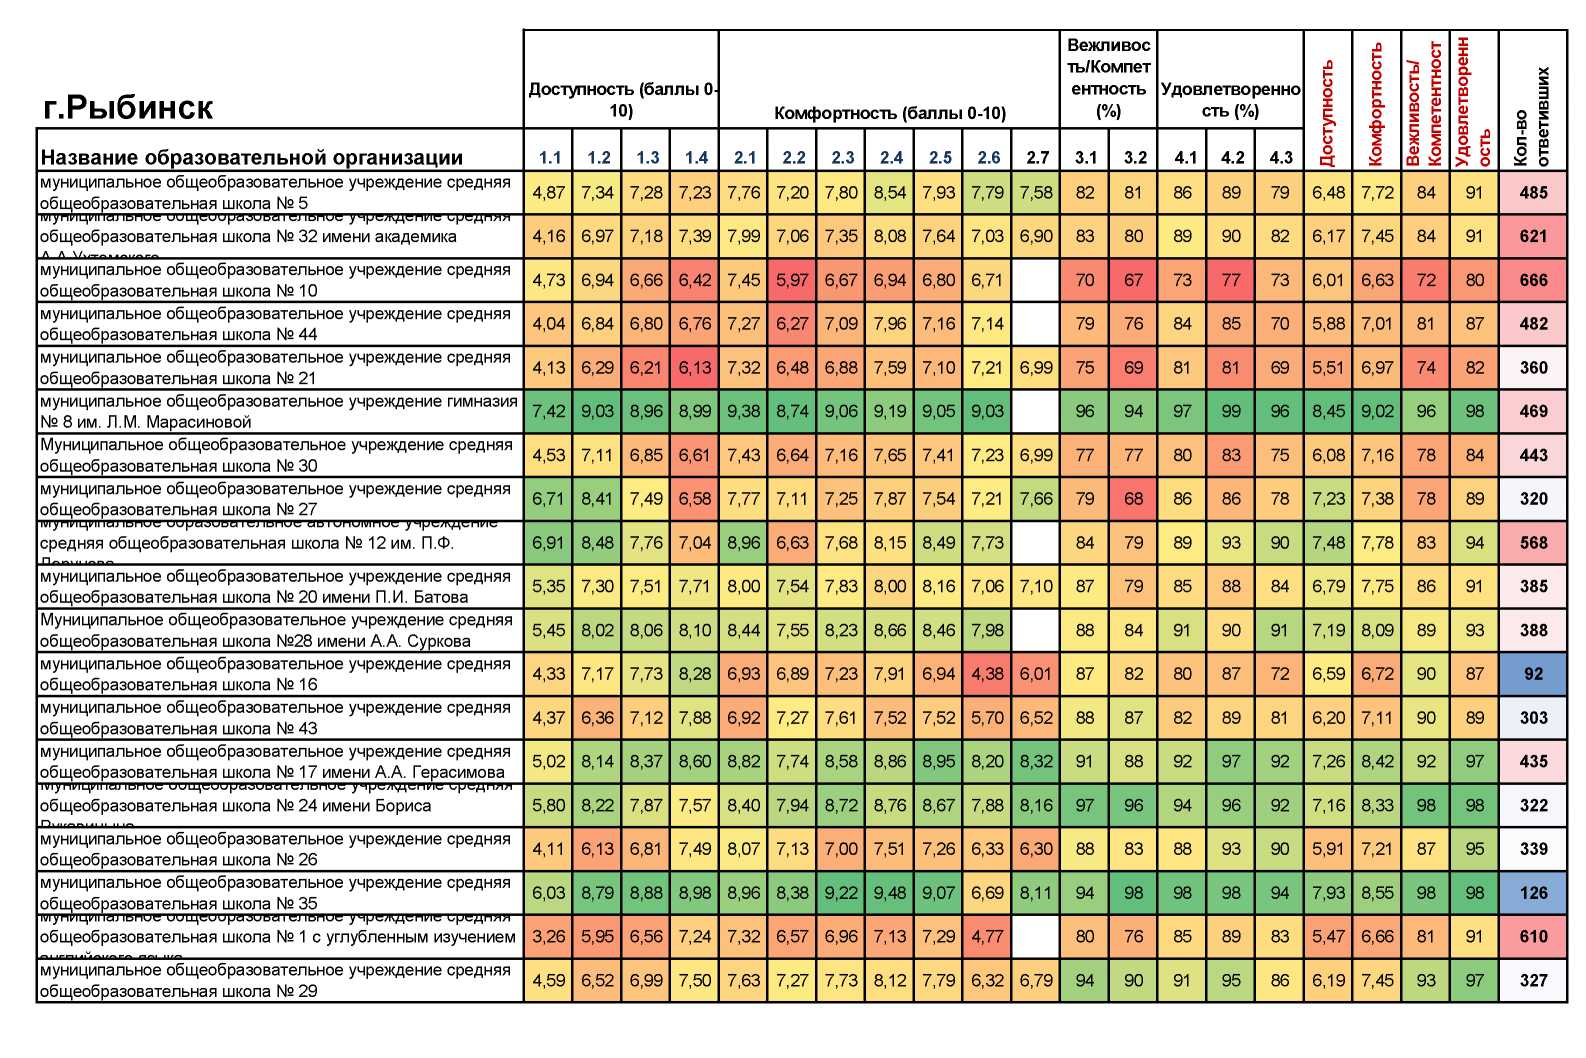 г.Рыбинск
Доступность (баллы 0-
10)
Комфортность (баллы 0-10)
Вежливос
ть/Компет
ентность
(%)
Удовлетворенно
сть (%)
Доступность
Комфортность
Вежливость/
Компетентност
Удовлетворенн
ость
Кол-во
ответивших
Название образовательной организации 1.1 1.2 1.3 1.4 2.1 2.2 2.3 2.4 2.5 2.6 2.7 3.1 3.2 4.1 4.2 4.3
муниципальное общеобразовательное учреждение средняя
общеобразовательная школа № 5 4,87 7,34 7,28 7,23 7,76 7,20 7,80 8,54 7,93 7,79 7,58 82 81 86 89 79 6,48 7,72 84 91 485
муниципальное общеобразовательное учреждение средняя
общеобразовательная школа № 32 имени академика 4,16 6,97 7,18 7,39 7,99 7,06 7,35 8,08 7,64 7,03 6,90 83 80 89 90 82 6,17 7,45 84 91 621
А.А.Ухтомского
муниципальное общеобразовательное учреждение средняя
общеобразовательная школа № 10 4,73 6,94 6,66 6,42 7,45 5,97 6,67 6,94 6,80 6,71 70 67 73 77 73 6,01 6,63 72 80 666
муниципальное общеобразовательное учреждение средняя
общеобразовательная школа № 44 4,04 6,84 6,80 6,76 7,27 6,27 7,09 7,96 7,16 7,14 79 76 84 85 70 5,88 7,01 81 87 482
муниципальное общеобразовательное учреждение средняя
общеобразовательная школа № 21 4,13 6,29 6,21 6,13 7,32 6,48 6,88 7,59 7,10 7,21 6,99 75 69 81 81 69 5,51 6,97 74 82 360
муниципальное общеобразовательное учреждение гимназия
№ 8 им. Л.М. Марасиновой 7,42 9,03 8,96 8,99 9,38 8,74 9,06 9,19 9,05 9,03 96 94 97 99 96 8,45 9,02 96 98 469
Муниципальное общеобразовательное учреждение средняя
общеобразовательная школа № 30 4,53 7,11 6,85 6,61 7,43 6,64 7,16 7,65 7,41 7,23 6,99 77 77 80 83 75 6,08 7,16 78 84 443
муниципальное общеобразовательное учреждение средняя
общеобразовательная школа № 27 6,71 8,41 7,49 6,58 7,77 7,11 7,25 7,87 7,54 7,21 7,66 79 68 86 86 78 7,23 7,38 78 89 320
муниципальное образовательное автономное учреждение
средняя общеобразовательная школа № 12 им. П.Ф. 6,91 8,48 7,76 7,04 8,96 6,63 7,68 8,15 8,49 7,73 84 79 89 93 90 7,48 7,78 83 94 568
муниципальное общеобразовательное учреждение средняя
общеобразовательная школа № 20 имени П.И. Батова 5,35 7,30 7,51 7,71 8,00 7,54 7,83 8,00 8,16 7,06 7,10 87 79 85 88 84 6,79 7,75 86 91 385
Муниципальное общеобразовательное учреждение средняя
общеобразовательная школа №28 имени А.А. Суркова 5,45 8,02 8,06 8,10 8,44 7,55 8,23 8,66 8,46 7,98 88 84 91 90 91 7,19 8,09 89 93 388
муниципальное общеобразовательное учреждение средняя
общеобразовательная школа № 16 4,33 7,17 7,73 8,28 6,93 6,89 7,23 7,91 6,94 4,38 6,01 87 82 80 87 72 6,59 6,72 90 87 92
муниципальное общеобразовательное учреждение средняя
общеобразовательная школа № 43 4,37 6,36 7,12 7,88 6,92 7,27 7,61 7,52 7,52 5,70 6,52 88 87 82 89 81 6,20 7,11 90 89 303
муниципальное общеобразовательное учреждение средняя
общеобразовательная школа № 17 имени А.А. Герасимова 5,02 8,14 8,37 8,60 8,82 7,74 8,58 8,86 8,95 8,20 8,32 91 88 92 97 92 7,26 8,42 92 97 435
муниципальное общеобразовательное учреждение средняя
общеобразовательная школа № 24 имени Бориса 5,80 8,22 7,87 7,57 8,40 7,94 8,72 8,76 8,67 7,88 8,16 97 96 94 96 92 7,16 8,33 98 98 322
муниципальное общеобразовательное учреждение средняя
общеобразовательная школа № 26 4,11 6,13 6,81 7,49 8,07 7,13 7,00 7,51 7,26 6,33 6,30 88 83 88 93 90 5,91 7,21 87 95 339
муниципальное общеобразовательное учреждение средняя
общеобразовательная школа № 35 6,03 8,79 8,88 8,98 8,96 8,38 9,22 9,48 9,07 6,69 8,11 94 98 98 98 94 7,93 8,55 98 98 126
муниципальное общеобразовательное учреждение средняя
общеобразовательная школа № 1 с углубленным изучением 3,26 5,95 6,56 7,24 7,32 6,57 6,96 7,13 7,29 4,77 80 76 85 89 83 5,47 6,66 81 91 610
английского языка
муниципальное общеобразовательное учреждение средняя
общеобразовательная школа № 29 4,59 6,52 6,99 7,50 7,63 7,27 7,73 8,12 7,79 6,32 6,79 94 90 91 95 86 6,19 7,45 93 97 327